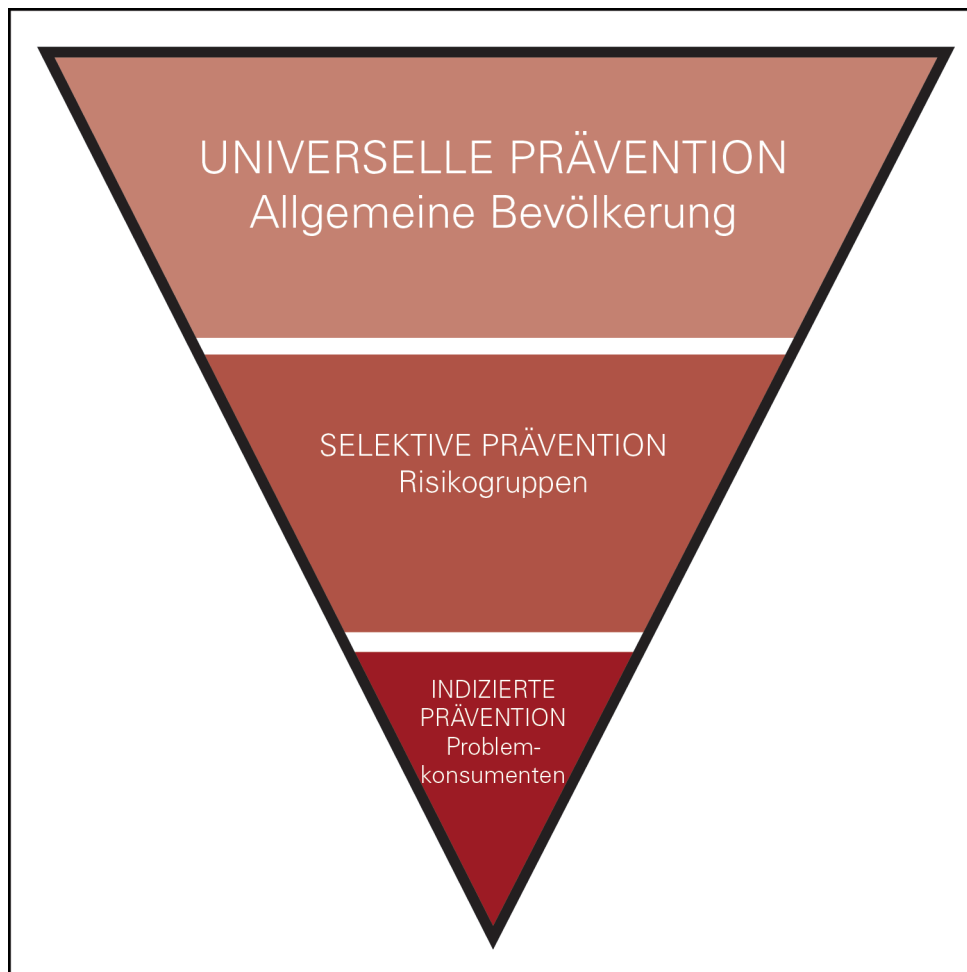 UNIVERSELLE PRÄVENTION
Allgemeine Bevölkerung
SELEKTIVE PRÄVENTION
Risikogruppen
INDIZIERTE
PRÄVENTION
Problem-
konsumenten